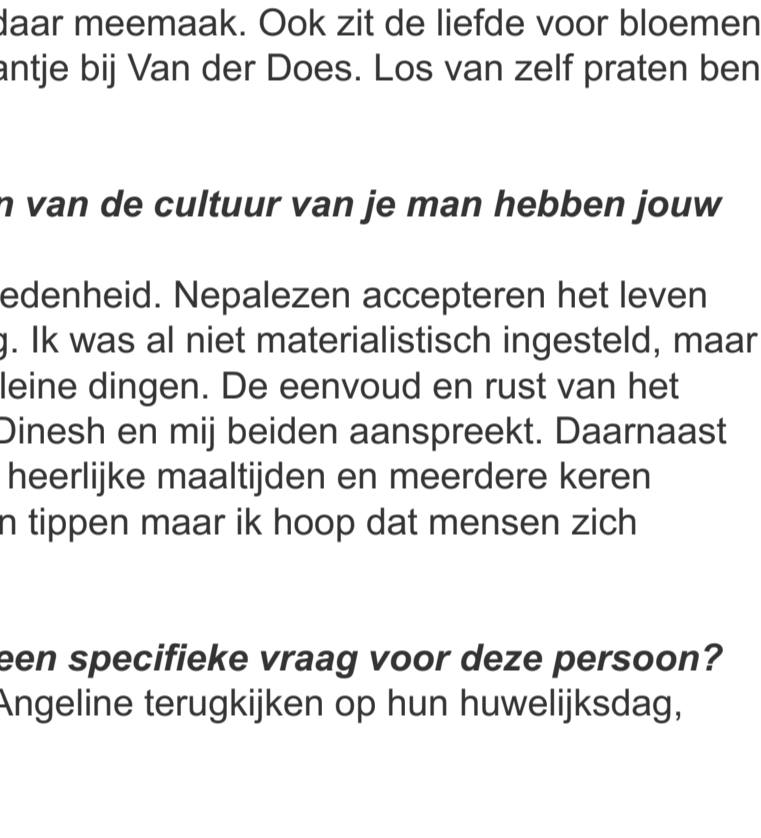 daar meemaak. Ook zit de liefde voor bloemen
antje bij Van der Does. Los van zelf praten ben
n van de cultuur van je man hebben jouw
edenheid. Nepalezen accepteren het leven
g. Ik was al niet materialistisch ingesteld, maar
leine dingen. De eenvoud en rust van het
Dinesh en mij beiden aanspreekt. Daarnaast
heerlijke maaltijden en meerdere keren
n tippen maar ik hoop dat mensen zich
een specifieke vraag voor deze persoon?
Angeline terugkijken op hun huwelijksdag,